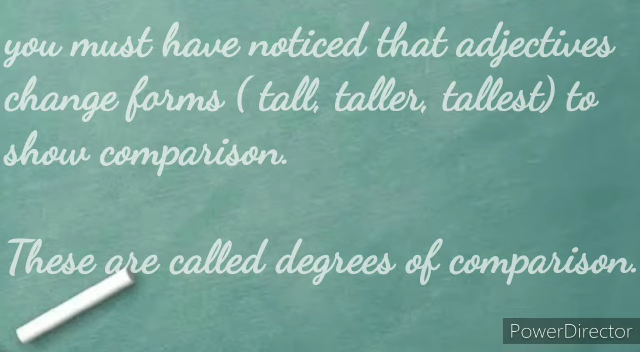 you must have noticed that adjectives
change forms ( tall, taller, tallest) to
show comparison.
These are called degrees of comparison.
PowerDirector